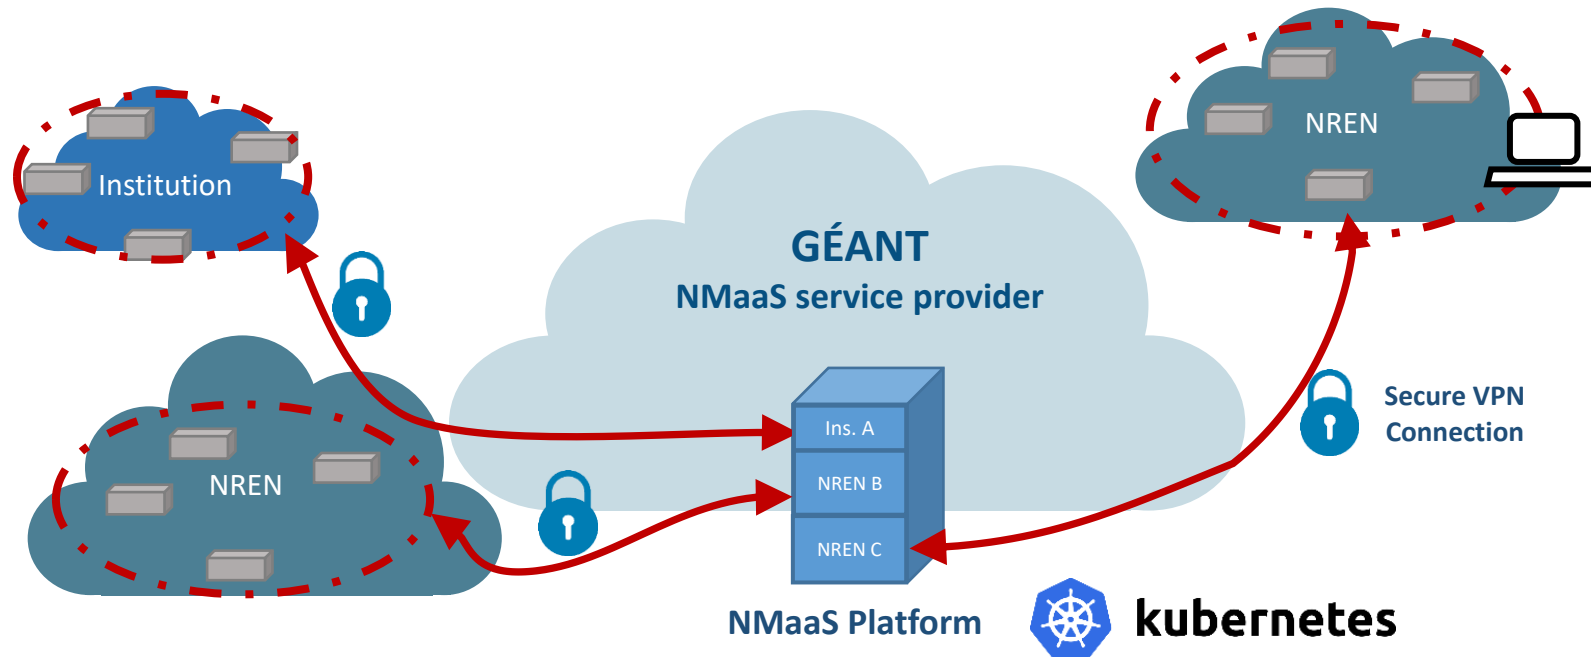 NREN
Institution
GÉANT
NMaaS service provider
Secure VPN
Connection
Ins. A
NREN B
NREN C
NREN
NMaaS Platform
kubernetes